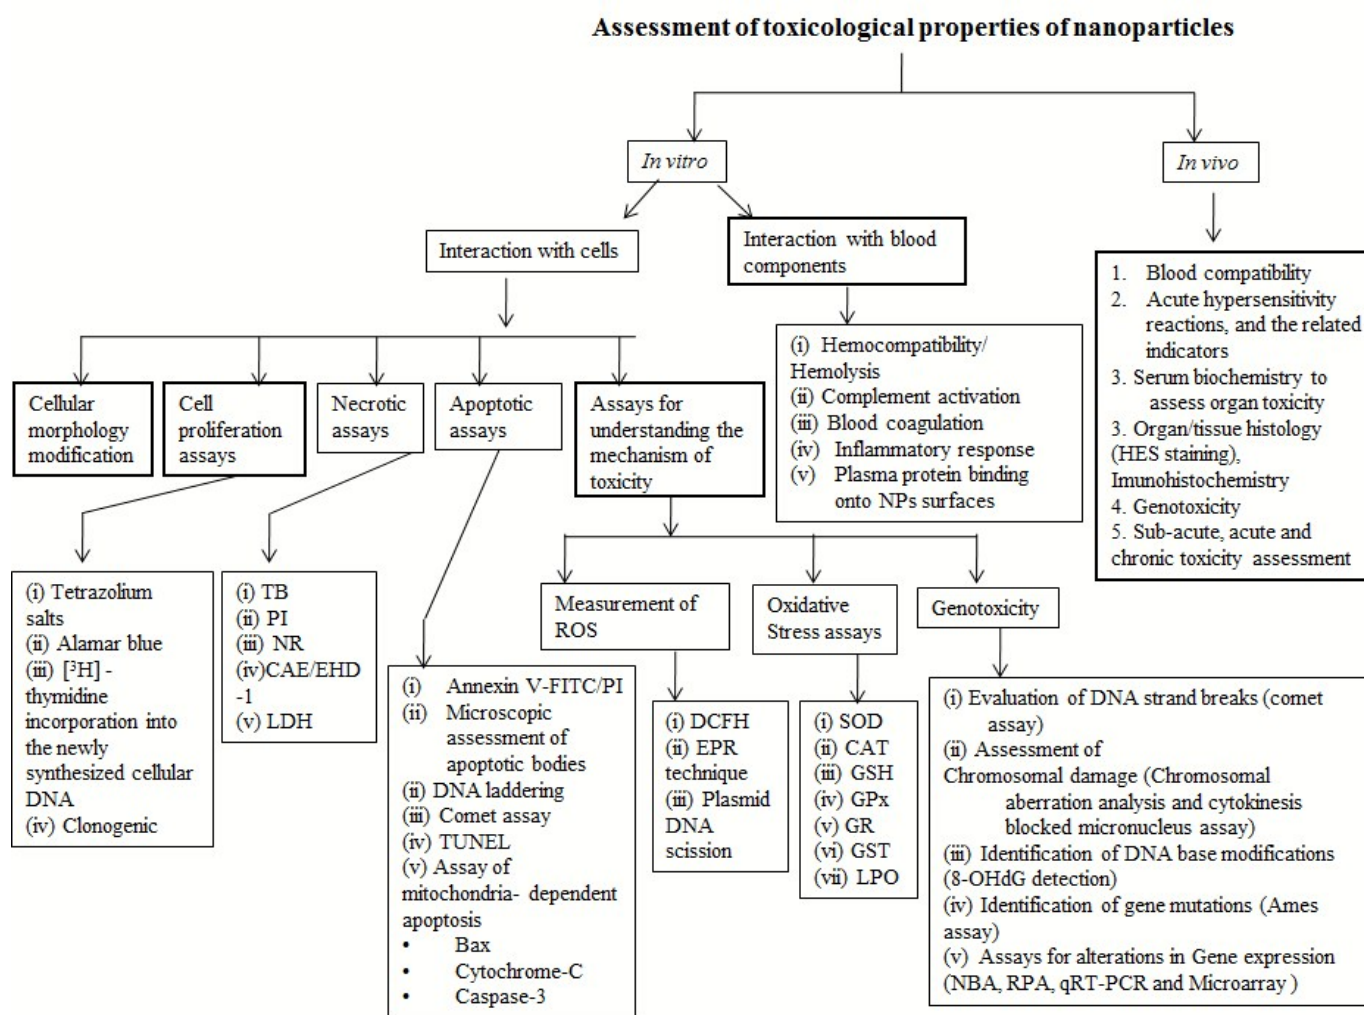 Assessment of toxicological properties of nanoparticles
In vitro
In vivo
Interaction with cells
Interaction with blood
components
1. Blood compatibility
2. Acute hypersensitivity
reactions, and the related
indicators
3. Serum biochemistry to
assess organ toxicity
3. Organ/tissue histology
(HES staining),
Imunohistochemistry
4. Genotoxicity
5. Sub-acute, acute and
chronic toxicity assessment
(i) Hemocompatibility/
Hemolysis
(ii) Complement activation
(iii) Blood coagulation
(iv) Inflammatory response
(v) Plasma protein binding
onto NPs surfaces
Cellular
morphology
modification
Cell
proliferation
assays
Necrotic
assays
Apoptotic
assays
Assays for
understanding the
mechanism of
toxicity
(i) Tetrazolium
salts
(ii) Alamar blue
(iii) [³H] -
thymidine
incorporation into
the newly
synthesized cellular
DNA
(iv) Clonogenic
(i) TB
(ii) PI
(iii) NR
(iv)CAE/EHD
-1
(v) LDH
(i) Annexin V-FITC/PI
(ii) Microscopic
assessment of
apoptotic bodies
(ii) DNA laddering
(iii) Comet assay
(iv) TUNEL
(v) Assay of
mitochondria- dependent
apoptosis
• Bax
• Cytochrome-C
• Caspase-3
Measurement of
ROS
Oxidative
Stress assays
Genotoxicity
(i) DCFH
(ii) EPR
technique
(iii) Plasmid
DNA
scission
(i) SOD
(ii) CAT
(iii) GSH
(iv) GPx
(v) GR
(vi) GST
(vii) LPO
(i) Evaluation of DNA strand breaks (comet
assay)
(ii) Assessment of
Chromosomal damage (Chromosomal
aberration analysis and cytokinesis
blocked micronucleus assay)
(iii) Identification of DNA base modifications
(8-OHdG detection)
(iv) Identification of gene mutations (Ames
assay)
(v) Assays for alterations in Gene expression
(NBA, RPA, qRT-PCR and Microarray )